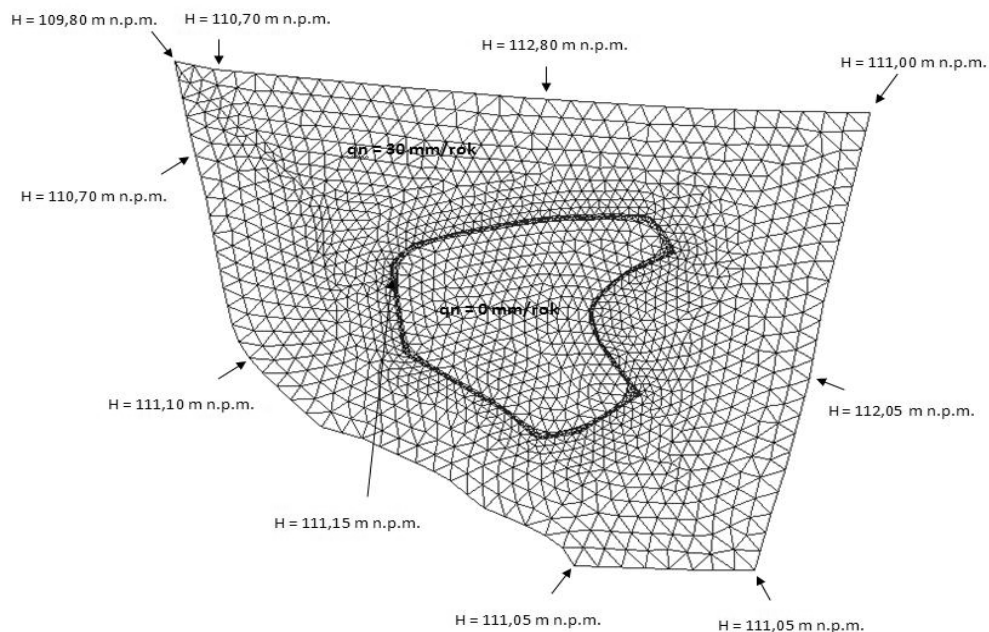 H = 109,80 m n.p.m.
H = 110,70 m n.p.m.
H = 112,80 m n.p.m.
H = 111,00 m n.p.m.
qn = 30 mm/rok
H = 110,70 m n.p.m.
qn = 0 mm/rok
H = 111,10 m n.p.m.
H = 112,05 m n.p.m.
H = 111,15 m n.p.m.
H = 111,05 m n.p.m.
H = 111,05 m n.p.m.